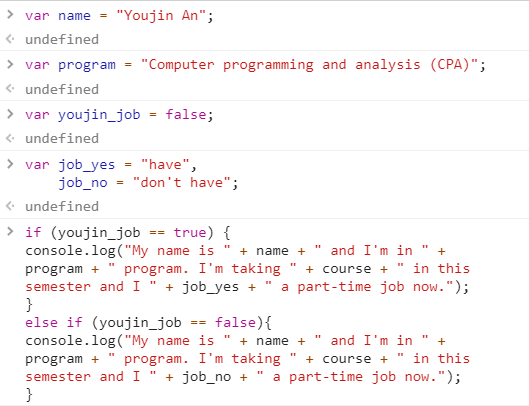 > var name = "Youjin An";
< undefined
> var program = "Computer programming and analysis (CPA)";
< undefined
> var youjin_job = false;
< undefined
> var job_yes = "have",
job_no = "don't have";
< undefined
> if (youjin_job == true) {
console.log("My name is " + name + " and I'm in " +
program + " program. I'm taking " + course + " in this
semester and I " + job_yes + " a part-time job now.");
}
else if (youjin_job == false){
console.log("My name is " + name + " and I'm in " +
program + " program. I'm taking " + course + " in this
semester and I " + job_no + " a part-time job now.");
}